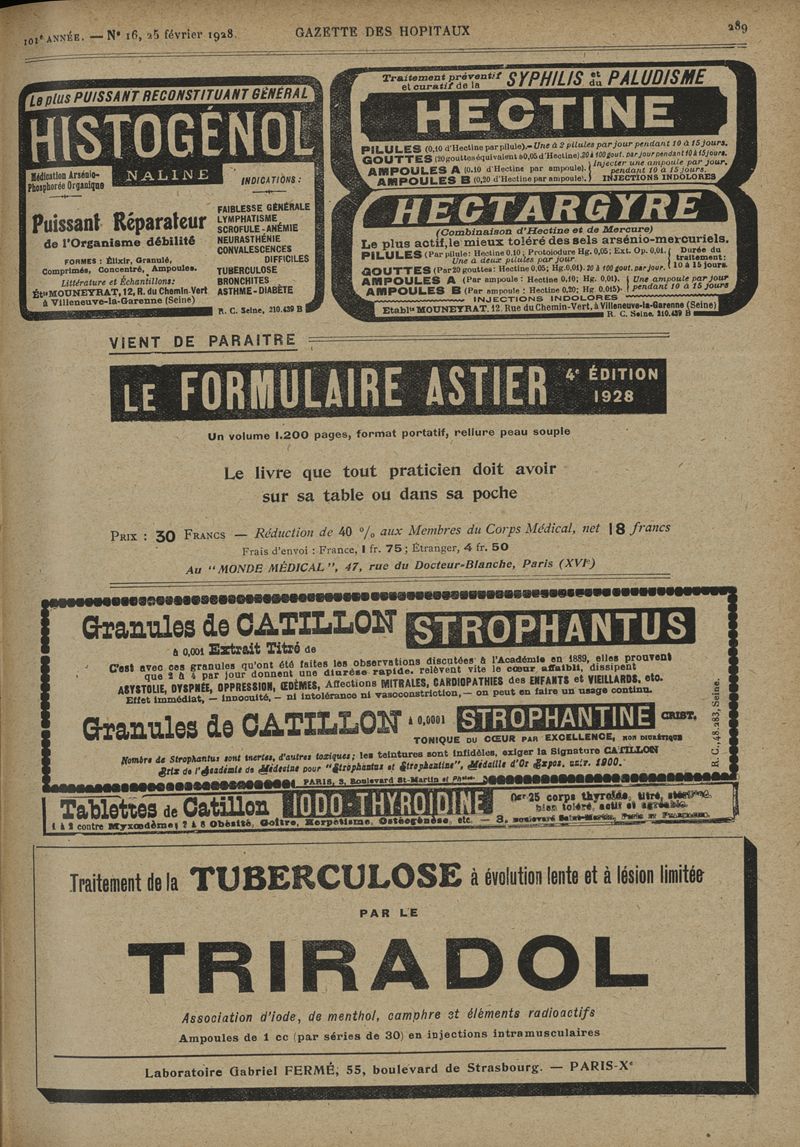 101e ANNÉE. — N° 16, 25 février 1928.
GAZETTE DES HOPITAUX
289
Le plus PUISSANT RECONSTITUANT GÉNÉRAL
HISTOGÉNOL
Médication Arsénio-
Phosphorée Organique
NALINE
INDICATIONS :
Puissant Réparateur
de l'Organisme débilité
FORMES : Élixir, Granulé,
Comprimés, Concentré, Ampoules.
Littérature et Échantillons:
Éts MOUNEYRAT, 12, R. du Chemin-Vert
à Villeneuve-la-Garenne (Seine)
FAIBLESSE GÉNÉRALE
LYMPHATISME
SCROFULE - ANÉMIE
NEURASTHÉNIE
CONVALESCENCES
DIFFICILES
TUBERCULOSE
BRONCHITES
ASTHME - DIABÈTE
R. C. Seine, 210.439 B
Traitement préventif et curatif de la SYPHILIS et du PALUDISME
HECTINE
PILULES (0,10 d'Hectine par pilule).- Une à 2 pilules par jour pendant 10 à 15 jours.
GOUTTES (20 gouttes équivalent à 0,05 d'Hectine). 20 à 100 gout. par jour pendant 10 à 15 jours.
AMPOULES A (0.10 d'Hectine par ampoule). Injecter une ampoule par jour,
AMPOULES B (0,20 d'Hectine par ampoule). pendant 10 à 15 jours.
INJECTIONS INDOLORES
HECTARGYRE
(Combinaison d'Hectine et de Mercure)
Le plus actif, le mieux toléré des sels arsénio-mercuriels.
PILULES (Par pilule: Hectine 0,10; Protoiodure Hg. 0,05; Ext. Op. 0,01.
Une à deux pilules par jour
Durée du
traitement:
10 à 15 jours.
GOUTTES (Par 20 gouttes: Hectine 0,05; Hg. 0,01). 20 à 100 gout. par jour.
AMPOULES A (Par ampoule: Hectine 0,10; Hg. 0,01). Une ampoule par jour
AMPOULES B (Par ampoule: Hectine 0,20; Hg 0,015). pendant 10 à 15 jours
INJECTIONS INDOLORES
Etablts MOUNEYRAT, 12, Rue du Chemin-Vert, à Villeneuve-la-Garenne (Seine)
R. C. Seine, 210.439 B
VIENT DE PARAITRE
LE FORMULAIRE ASTIER 4e ÉDITION
1928
Un volume 1.200 pages, format portatif, reliure peau souple
Le livre que tout praticien doit avoir
sur sa table ou dans sa poche
PRIX : 30 FRANCS — Réduction de 40 % aux Membres du Corps Médical, net 18 francs
Frais d'envoi : France, 1 fr. 75 ; Étranger, 4 fr. 50
Au "MONDE MÉDICAL", 47, rue du Docteur-Blanche, Paris (XVIe)
Granules de CATILLON STROPHANTUS
à 0,001 Extrait Titré de
C'est avec ces granules qu'ont été faites les observations discutées à l'Académie en 1889, elles prouvent
que 2 à 4 par jour donnent une diurèse rapide, relèvent vite le cœur affaibli, dissipent
ASYSTOLIE, DYSPNÉE, OPPRESSION, ŒDÈMES, Affections MITRALES, CARDIOPATHIES des ENFANTS et VIEILLARDS, etc.
Effet immédiat, — innocuité, — ni intolérance ni vasoconstriction, — on peut en faire un usage continu.
Granules de CATILLON à 0,0001 STROPHANTINE CRIST.
TONIQUE DU CŒUR PAR EXCELLENCE, NON DIURÉTIQUE
Nombre de Strophantus sont inertes, d'autres toxiques; les teintures sont infidèles, exiger la Signature CATILLON
Prix de l'Académie de Médecine pour "Strophantus et Strophantine", Médaille d'Or Expos. univ. 1900.
PARIS, 3, Boulevard St-Martin et Phies
R. C., 48.283, Seine.
Tablettes de Catillon IODO-THYROIDINE
0gr 25 corps thyroïde, titré, stérilisé,
bien toléré, actif et agréable.
1 à 2 contre Myxœdème; 2 à 8 Obésité, Goître, Herpétisme, Ostéogénèse, etc. — 3, Boulevard Saint-Martin, Paris et Pharmacies.
Traitement de la TUBERCULOSE à évolution lente et à lésion limitée
PAR LE
TRIRADOL
Association d'iode, de menthol, camphre et éléments radioactifs
Ampoules de 1 cc (par séries de 30) en injections intramusculaires
Laboratoire Gabriel FERMÉ, 55, boulevard de Strasbourg. — PARIS-Xe